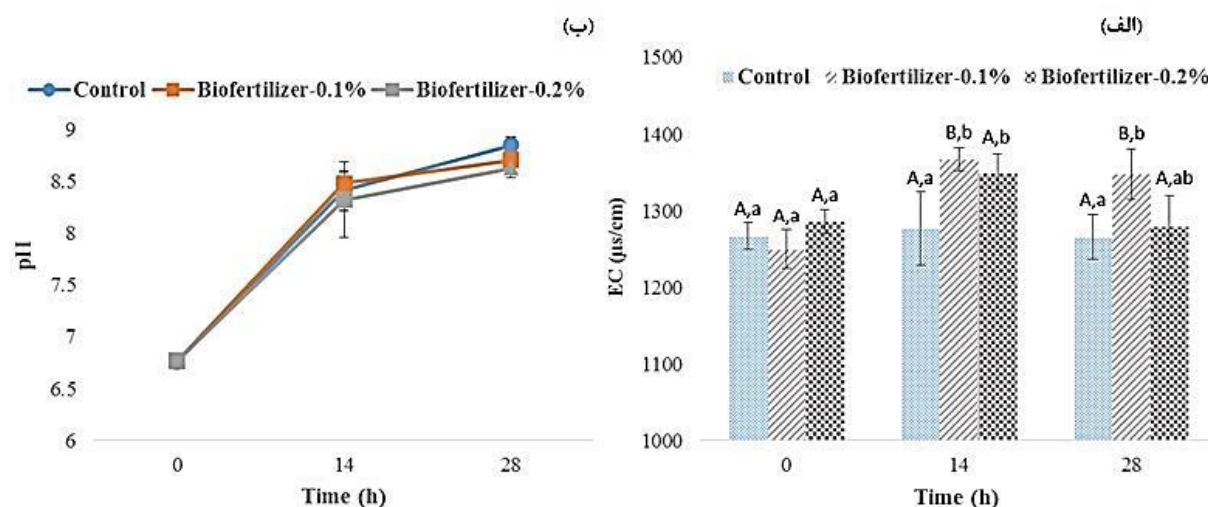 (ب)
Control Biofertilizer-0.1% Biofertilizer-0.2%
9
8.5
8
7.5
7
6.5
6
pH
0 14 28
Time (h)
(الف)
1500
Control Biofertilizer-0.1% Biofertilizer-0.2%
1400
1300
1200
1100
1000
EC (µs/cm)
A,a A,a A,a
A,a B,b A,b
A,a B,b A,ab
0 14 28
Time (h)